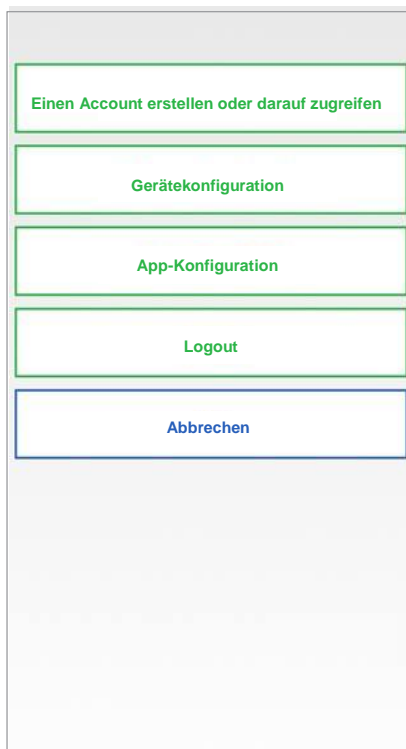 Einen Account erstellen oder darauf zugreifen
Gerätekonfiguration
App-Konfiguration
Logout
Abbrechen